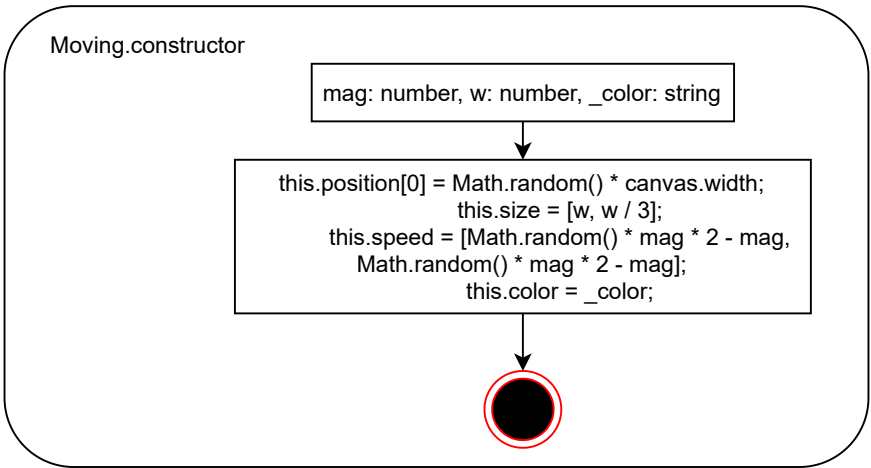 Moving.constructor
mag: number, w: number, _color: string
this.position[0] = Math.random() * canvas.width;
this.size = [w, w / 3];
this.speed = [Math.random() * mag * 2 - mag,
Math.random() * mag * 2 - mag];
this.color = _color;